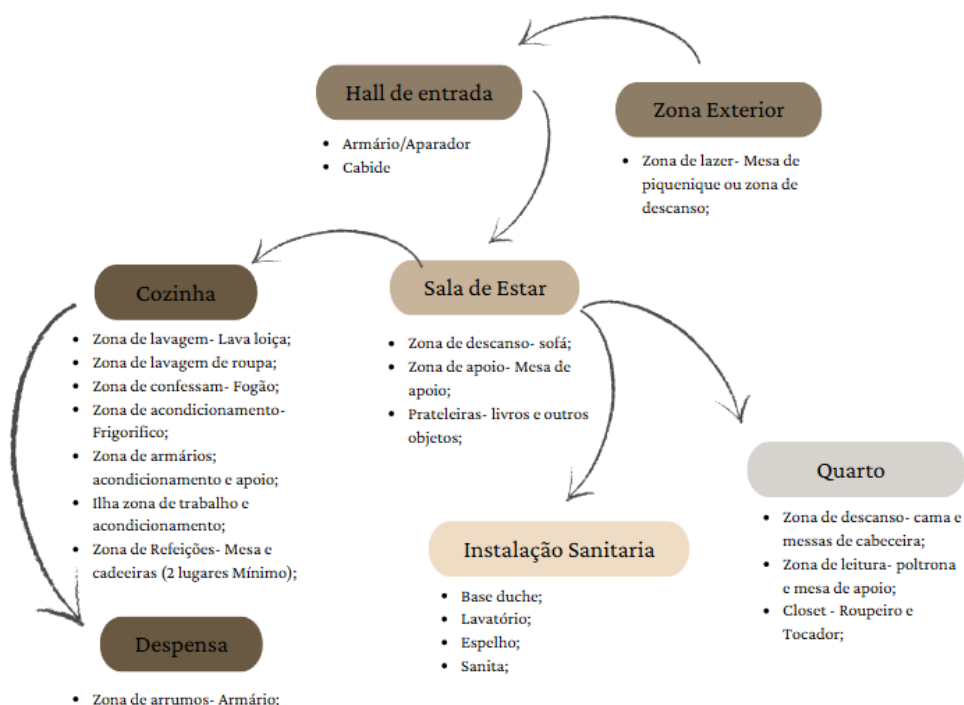 Hall de entrada
• Armário/Aparador
• Cabide
Zona Exterior
• Zona de lazer- Mesa de
piquenique ou zona de
descanso;
Cozinha
• Zona de lavagem- Lava loiça;
• Zona de lavagem de roupa;
• Zona de confessam- Fogão;
• Zona de acondicionamento-
Frigorifico;
• Zona de armários;
acondicionamento e apoio;
• Ilha zona de trabalho e
acondicionamento;
• Zona de Refeições- Mesa e
cadeeiras (2 lugares Mínimo);
Sala de Estar
• Zona de descanso- sofá;
• Zona de apoio- Mesa de
apoio;
• Prateleiras- livros e outros
objetos;
Quarto
• Zona de descanso- cama e
messas de cabeceira;
• Zona de leitura- poltrona
e mesa de apoio;
• Closet - Roupeiro e
Tocador;
Instalação Sanitaria
• Base duche;
• Lavatório;
• Espelho;
• Sanita;
Despensa
• Zona de arrumos- Armário;